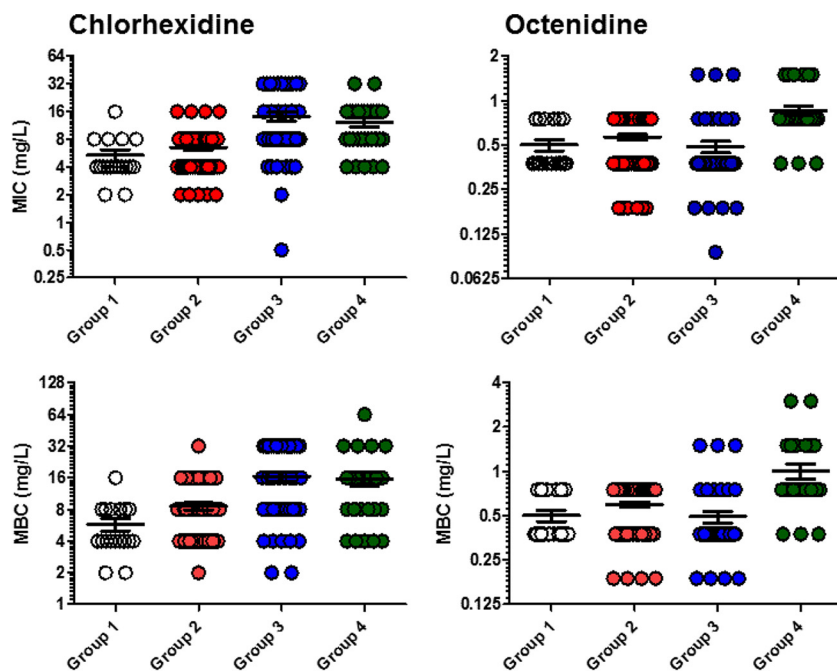 Chlorhexidine
Octenidine
MIC (mg/L)
64
32
16
8
4
2
1
0.5
0.25
Group 1
Group 2
Group 3
Group 4
2
1
0.5
0.25
0.125
0.0625
Group 1
Group 2
Group 3
Group 4
MBC (mg/L)
128
64
32
16
8
4
2
1
Group 1
Group 2
Group 3
Group 4
MBC (mg/L)
4
2
1
0.5
0.25
0.125
Group 1
Group 2
Group 3
Group 4